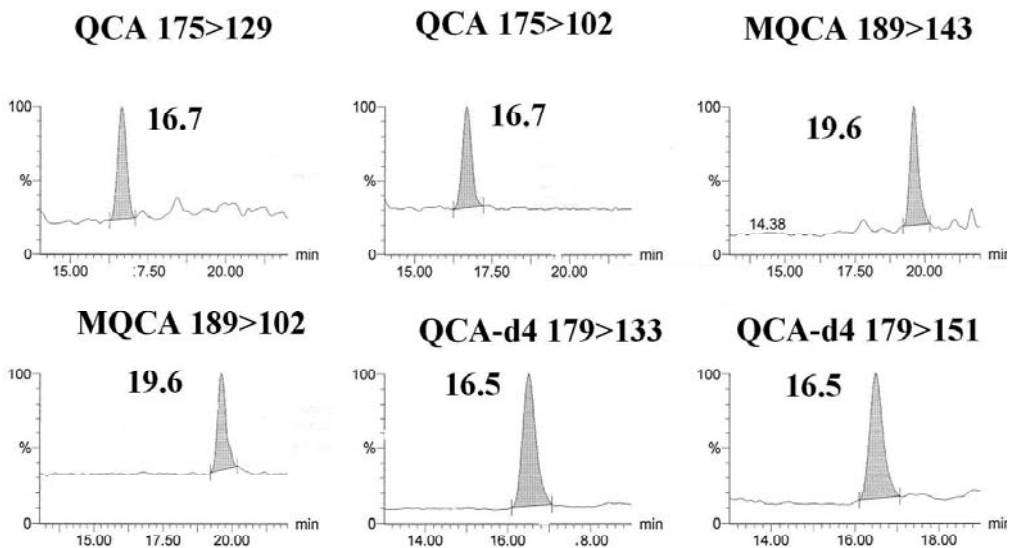 QCA 175>129
QCA 175>102
MQCA 189>143
100
16.7
%
0
15.00 :7.50 20.00 min
100
16.7
%
0
15.00 17.50 20.00 min
100
19.6
%
14.38
0
15.00 17.50 20.00 min
MQCA 189>102
QCA-d4 179>133
QCA-d4 179>151
100
19.6
%
0
15.00 17.50 20.00 min
100
16.5
%
0
14.00 16.00 :8.00 min
100
16.5
%
0
14.00 16.00 18.00 min